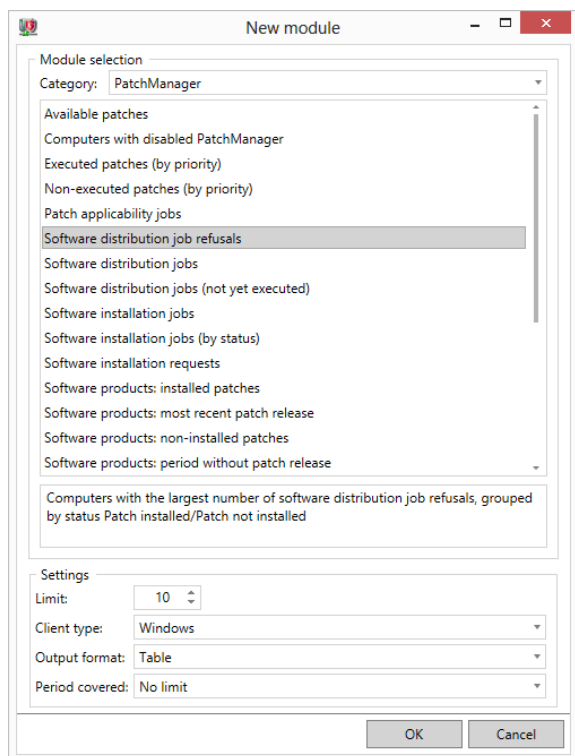 New module
Module selection
Category: PatchManager
Available patches
Computers with disabled PatchManager
Executed patches (by priority)
Non-executed patches (by priority)
Patch applicability jobs
Software distribution job refusals
Software distribution jobs
Software distribution jobs (not yet executed)
Software installation jobs
Software installation jobs (by status)
Software installation requests
Software products: installed patches
Software products: most recent patch release
Software products: non-installed patches
Software products: period without patch release
Computers with the largest number of software distribution job refusals, grouped
by status Patch installed/Patch not installed
Settings
Limit: 10
Client type: Windows
Output format: Table
Period covered: No limit
OK Cancel